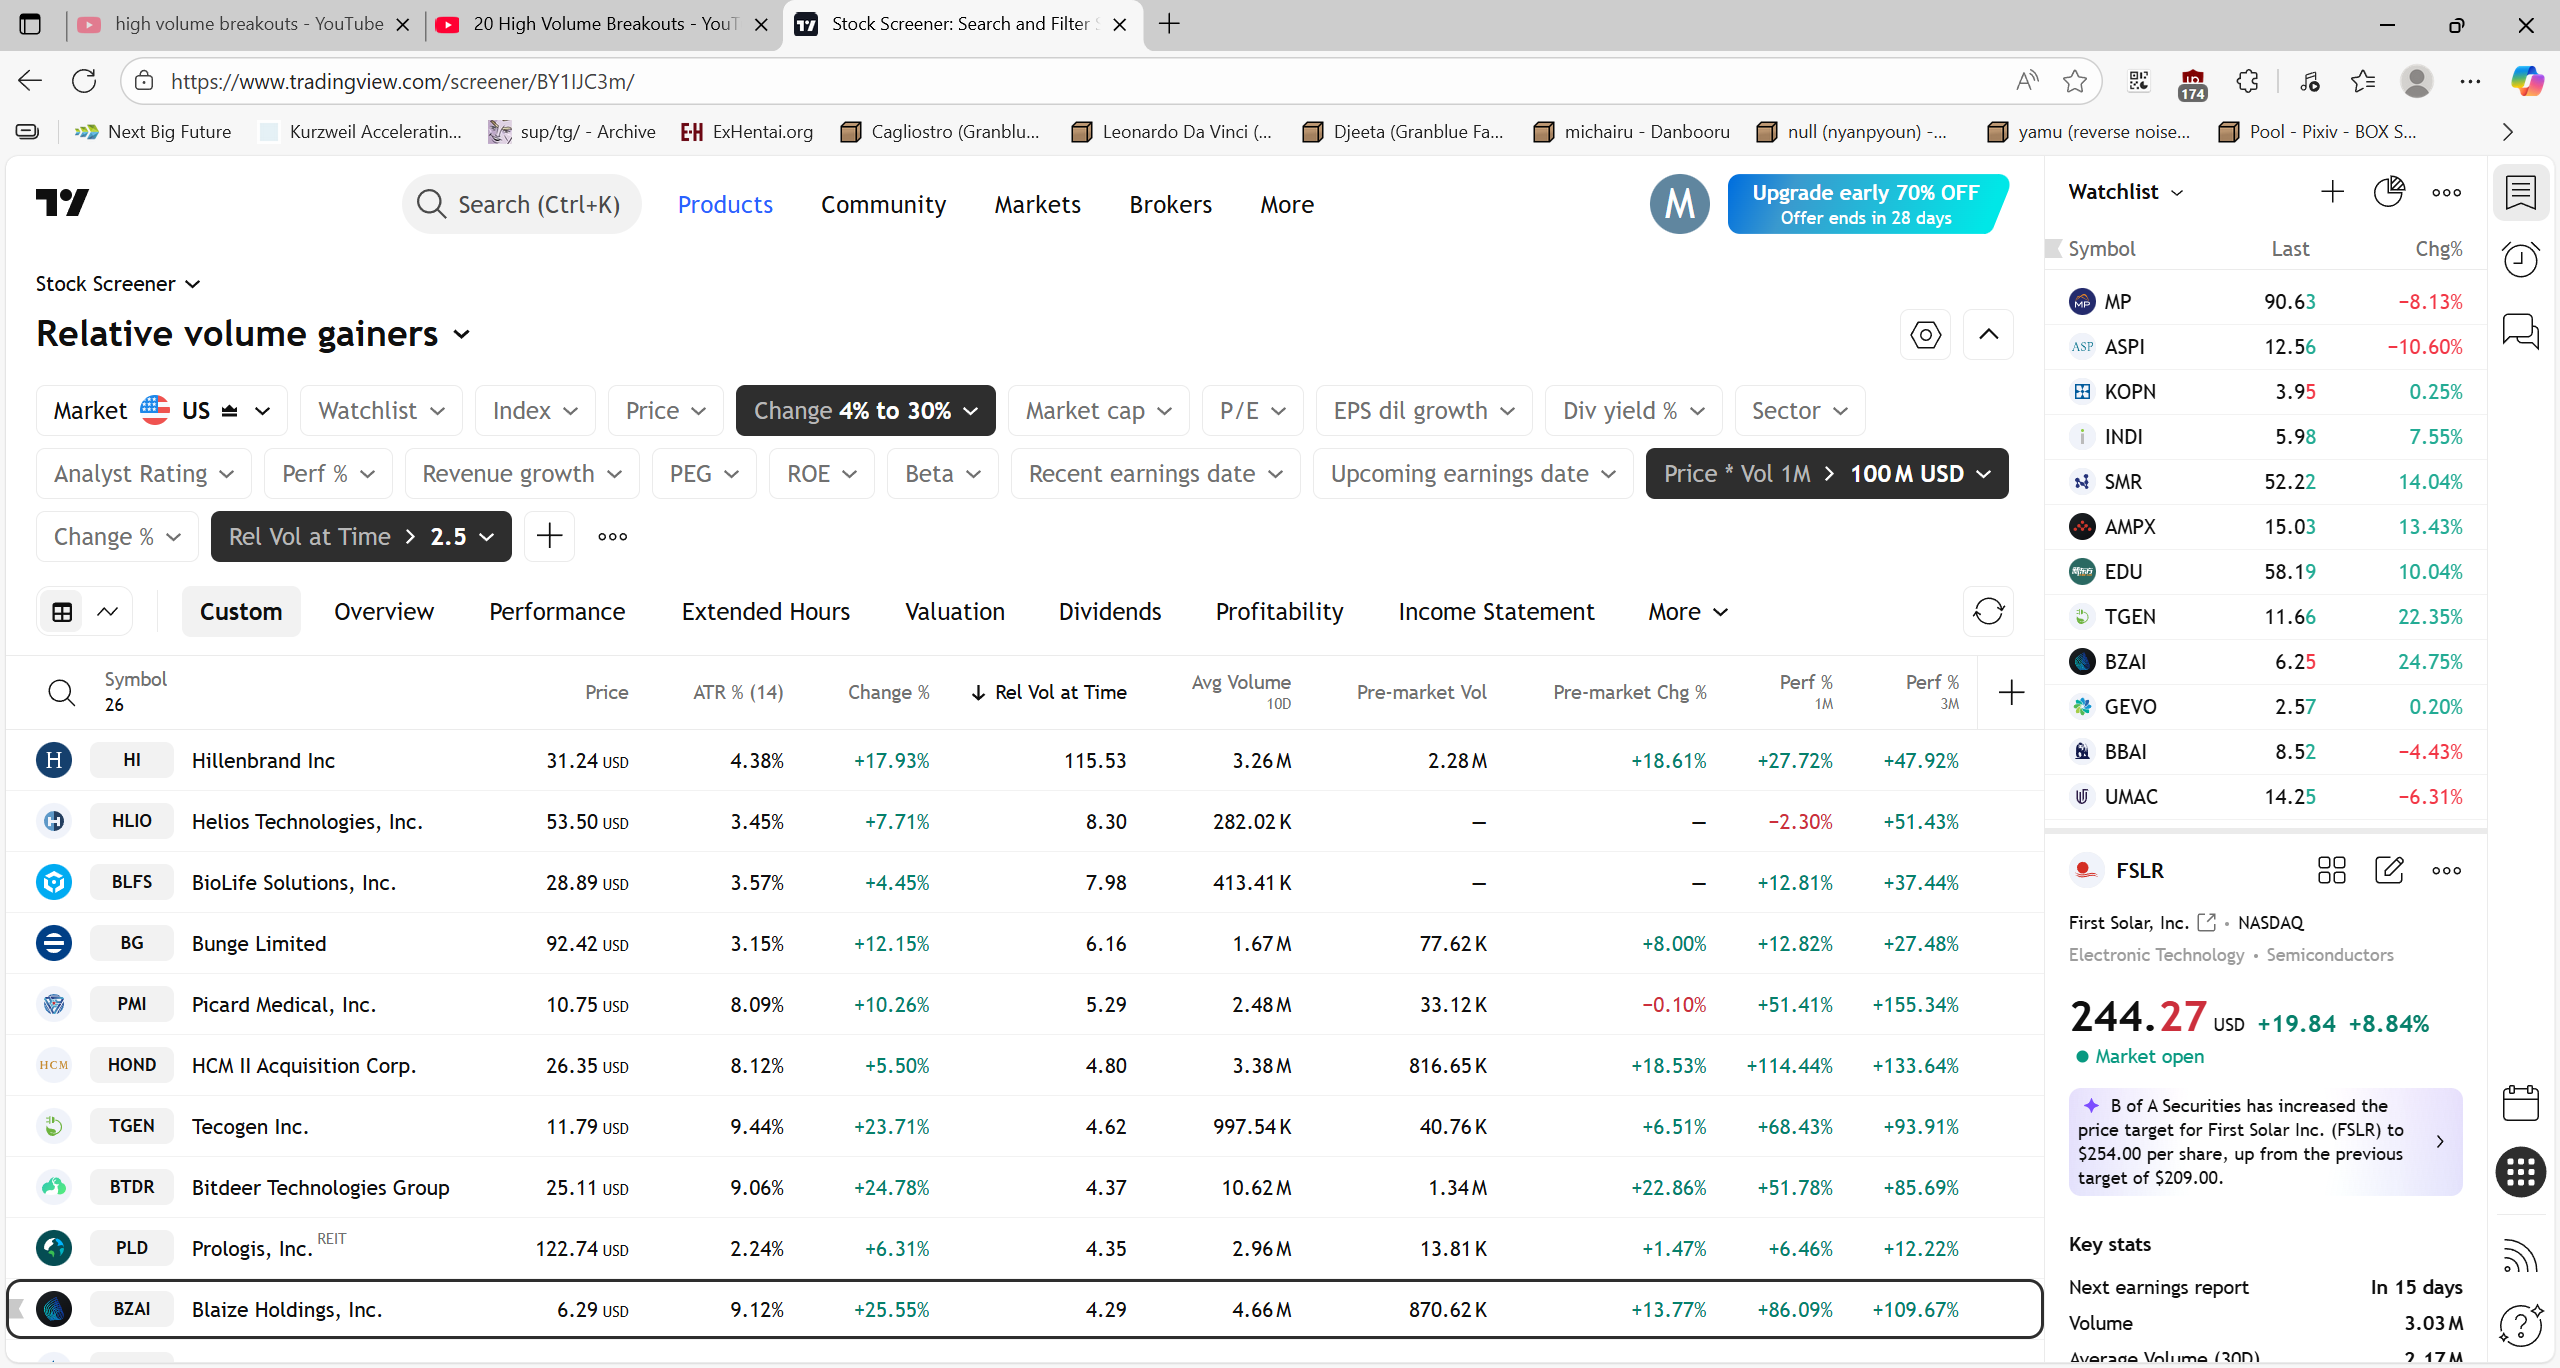 high volume breakouts - YouTube
20 High Volume Breakouts - YouT
Stock Screener: Search and Filter S
https://www.tradingview.com/screener/BY1IJC3m/
174
Next Big Future
Kurzweil Acceleratin...
sup/tg/ - Archive
ExHentai.org
Cagliostro (Granblu...
Leonardo Da Vinci (...
Djeeta (Granblue Fa...
michairu - Danbooru
null (nyanpyoun) -...
yamu (reverse noise...
Pool - Pixiv - BOX S...
Search (Ctrl+K)
Products
Community
Markets
Brokers
More
M
Upgrade early 70% OFF
Offer ends in 28 days
Stock Screener
Relative volume gainers
Market US
Watchlist
Index
Price
Change 4% to 30%
Market cap
P/E
EPS dil growth
Div yield %
Sector
Analyst Rating
Perf %
Revenue growth
PEG
ROE
Beta
Recent earnings date
Upcoming earnings date
Price * Vol 1M > 100 M USD
Change %
Rel Vol at Time > 2.5
Custom
Overview
Performance
Extended Hours
Valuation
Dividends
Profitability
Income Statement
More
Symbol 26 Price ATR % (14) Change % Rel Vol at Time Avg Volume 10D Pre-market Vol Pre-market Chg % Perf % 1M Perf % 3M
H HI Hillenbrand Inc 31.24 USD 4.38% +17.93% 115.53 3.26 M 2.28 M +18.61% +27.72% +47.92%
HLIO Helios Technologies, Inc. 53.50 USD 3.45% +7.71% 8.30 282.02 K — — −2.30% +51.43%
BLFS BioLife Solutions, Inc. 28.89 USD 3.57% +4.45% 7.98 413.41 K — — +12.81% +37.44%
BG Bunge Limited 92.42 USD 3.15% +12.15% 6.16 1.67 M 77.62 K +8.00% +12.82% +27.48%
PMI Picard Medical, Inc. 10.75 USD 8.09% +10.26% 5.29 2.48 M 33.12 K −0.10% +51.41% +155.34%
HCM HOND HCM II Acquisition Corp. 26.35 USD 8.12% +5.50% 4.80 3.38 M 816.65 K +18.53% +114.44% +133.64%
TGEN Tecogen Inc. 11.79 USD 9.44% +23.71% 4.62 997.54 K 40.76 K +6.51% +68.43% +93.91%
BTDR Bitdeer Technologies Group 25.11 USD 9.06% +24.78% 4.37 10.62 M 1.34 M +22.86% +51.78% +85.69%
PLD Prologis, Inc. REIT 122.74 USD 2.24% +6.31% 4.35 2.96 M 13.81 K +1.47% +6.46% +12.22%
BZAI Blaize Holdings, Inc. 6.29 USD 9.12% +25.55% 4.29 4.66 M 870.62 K +13.77% +86.09% +109.67%
Watchlist
Symbol Last Chg%
MP MP 90.63 −8.13%
ASP ASPI 12.56 −10.60%
KOPN 3.95 0.25%
INDI 5.98 7.55%
SMR 52.22 14.04%
AMPX 15.03 13.43%
EDU 58.19 10.04%
TGEN 11.66 22.35%
BZAI 6.25 24.75%
GEVO 2.57 0.20%
BBAI 8.52 −4.43%
UMAC 14.25 −6.31%
FSLR
First Solar, Inc. • NASDAQ
Electronic Technology • Semiconductors
244.27 USD +19.84 +8.84%
Market open
B of A Securities has increased the
price target for First Solar Inc. (FSLR) to
$254.00 per share, up from the previous
target of $209.00.
Key stats
Next earnings report In 15 days
Volume 3.03 M
Average Volume (30D) 2.17 M